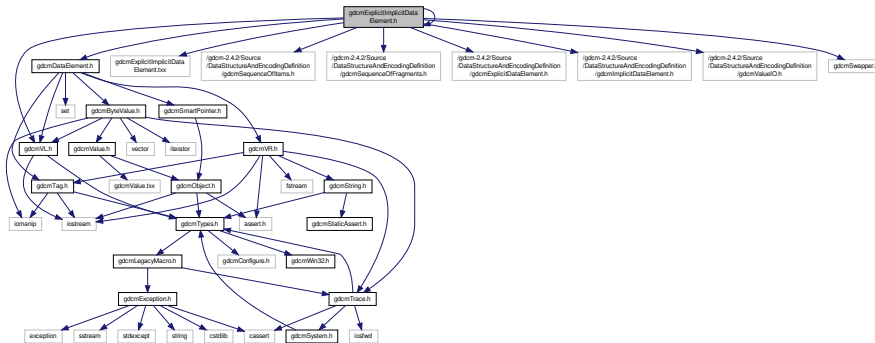 gdcmExplicitImplicitData
Element.h
gdcmDataElement.h
gdcmExplicitImplicitData
Element.txx
/gdcm-2.4.2/Source
/DataStructureAndEncodingDefinition
/gdcmSequenceOfItems.h
/gdcm-2.4.2/Source
/DataStructureAndEncodingDefinition
/gdcmSequenceOfFragments.h
/gdcm-2.4.2/Source
/DataStructureAndEncodingDefinition
/gdcmExplicitDataElement.h
/gdcm-2.4.2/Source
/DataStructureAndEncodingDefinition
/gdcmImplicitDataElement.h
/gdcm-2.4.2/Source
/DataStructureAndEncodingDefinition
/gdcmValueIO.h
gdcmSwapper.h
set
gdcmByteValue.h
gdcmSmartPointer.h
gdcmVL.h
gdcmValue.h
vector
iterator
gdcmVR.h
gdcmTag.h
gdcmValue.txx
gdcmObject.h
fstream
gdcmString.h
iomanip
iostream
gdcmTypes.h
assert.h
gdcmStaticAssert.h
gdcmLegacyMacro.h
gdcmConfigure.h
gdcmWin32.h
gdcmException.h
gdcmTrace.h
exception
sstream
stdexcept
string
cstdlib
cassert
gdcmSystem.h
iosfwd